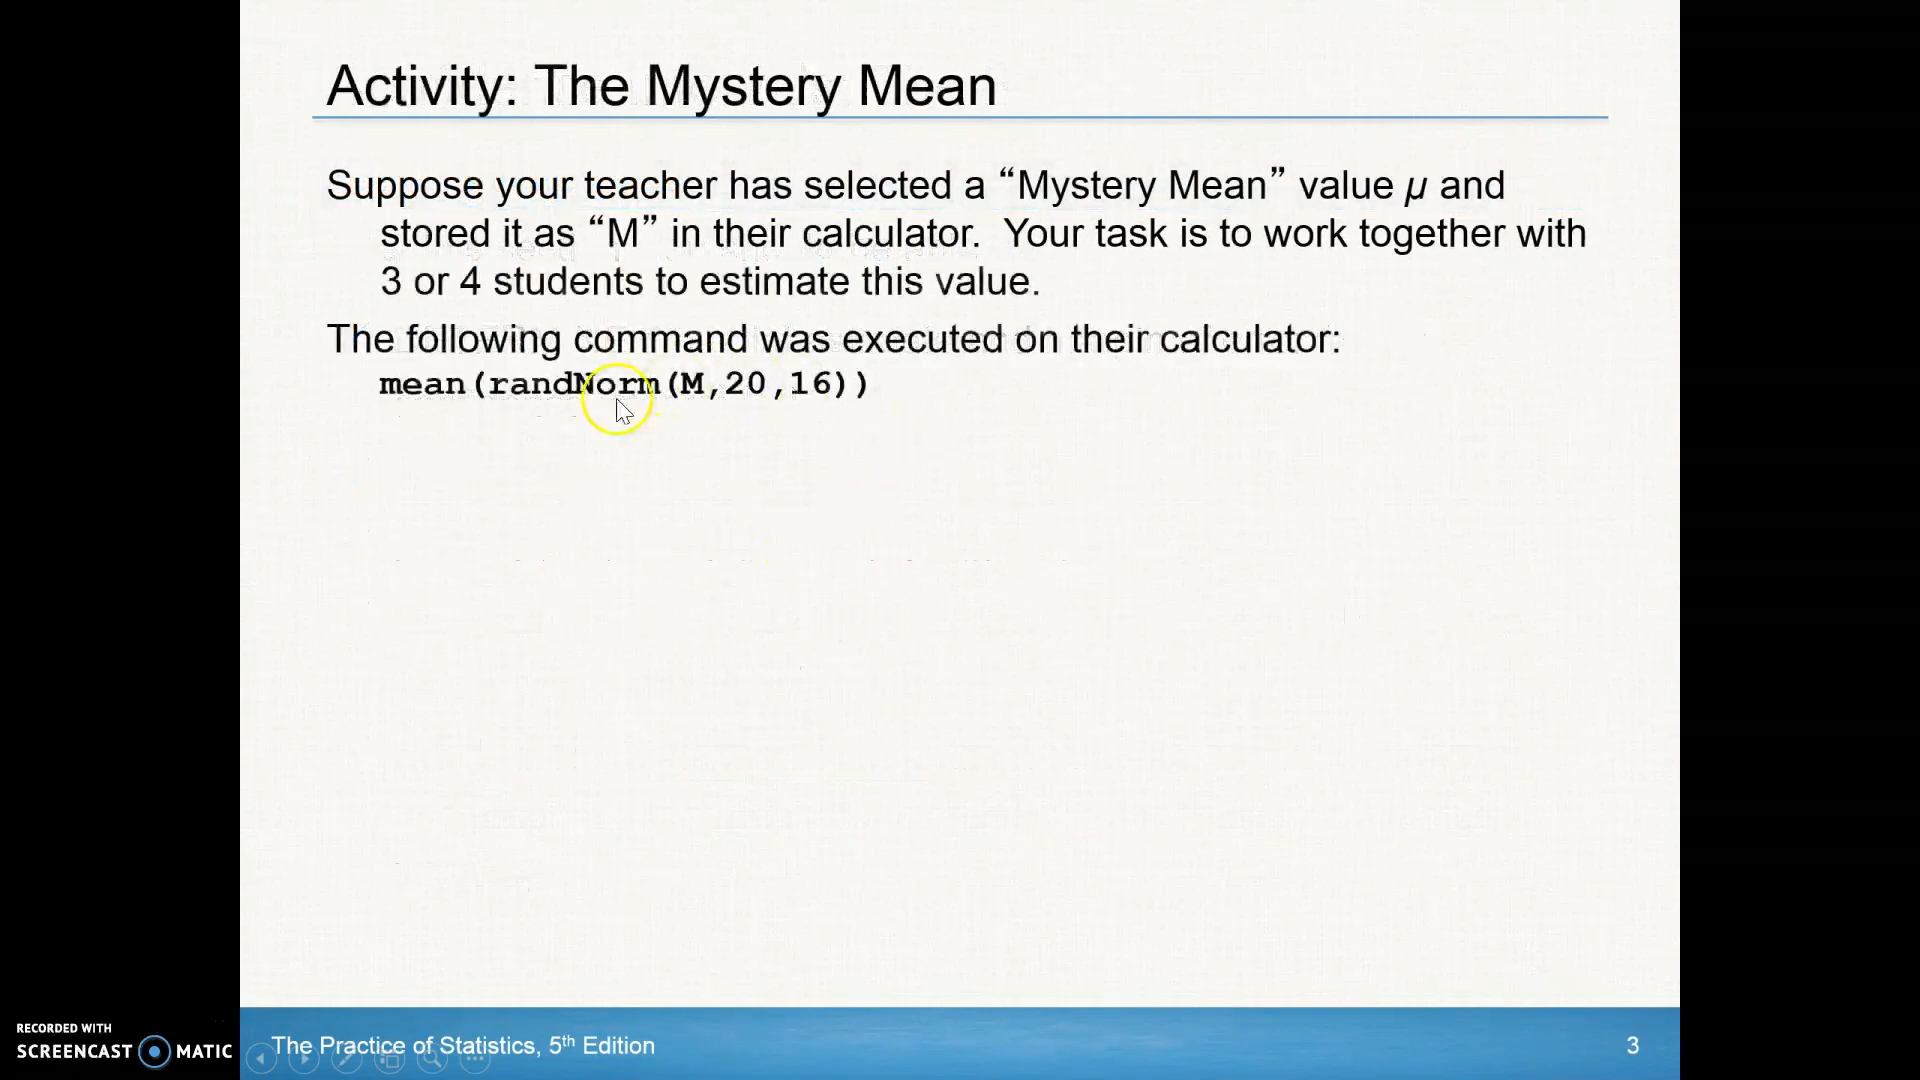 Activity: The Mystery Mean
Suppose your teacher has selected a “Mystery Mean” value µ and
stored it as “M” in their calculator. Your task is to work together with
3 or 4 students to estimate this value.
The following command was executed on their calculator:
mean(randNorm(M,20,16))
RECORDED WITH
SCREENCAST MATIC
The Practice of Statistics, 5th Edition
3